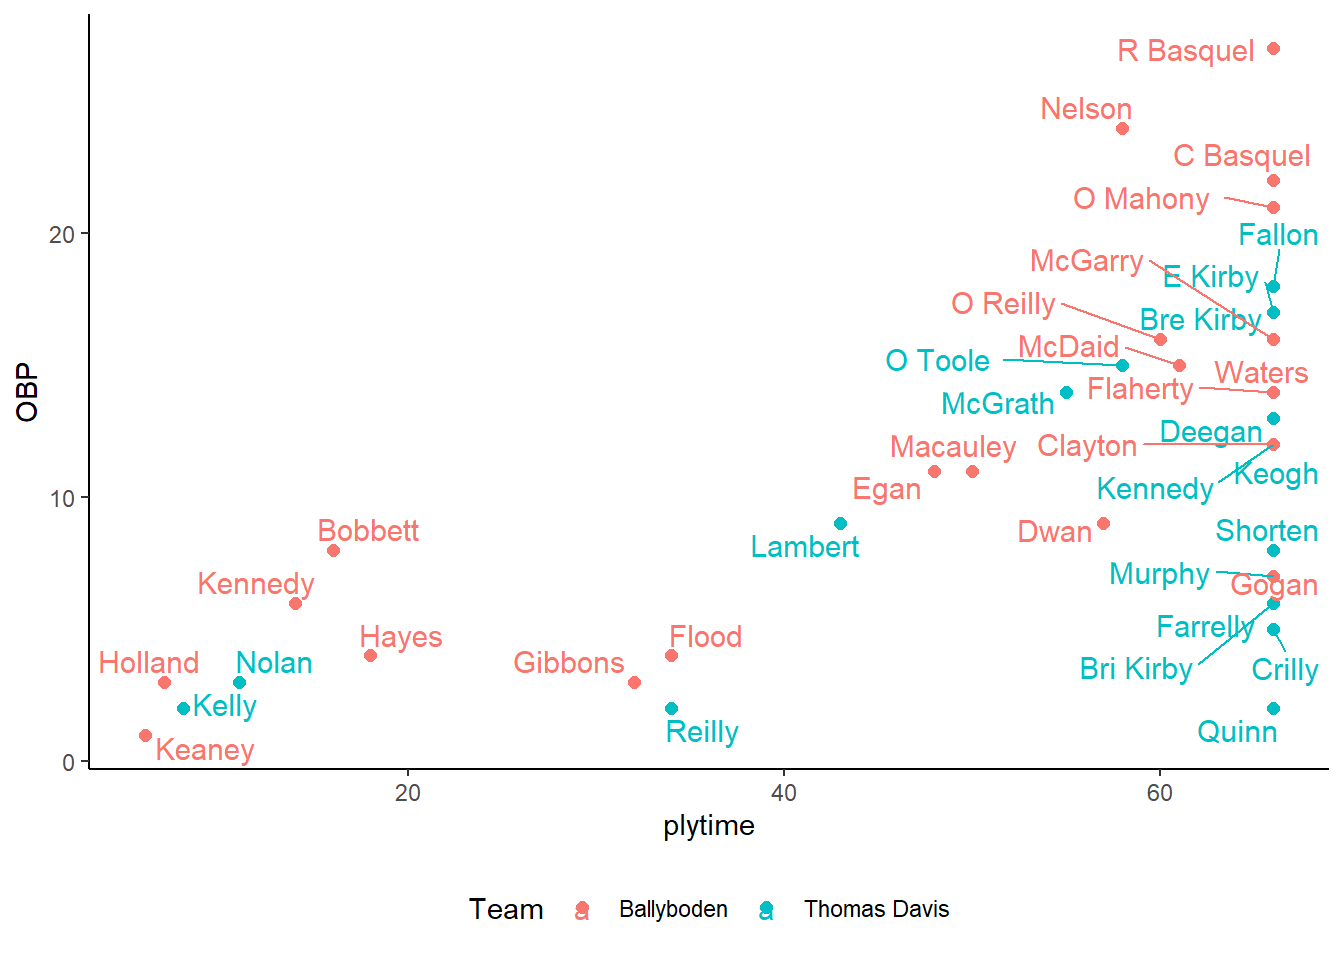 R Basquel
Nelson
C Basquel
O Mahony
20
Fallon
McGarry
E Kirby
O Reilly
Bre Kirby
McDaid
O Toole
Waters
Flaherty
McGrath
OBP
Deegan
Macauley
Clayton
Keogh
Egan
Kennedy
10
Bobbett
Shorten
Dwan
Lambert
Murphy
Kennedy
Gogan
Farrelly
Hayes
Flood
Holland
Nolan
Gibbons
Bri Kirby
Crilly
Kelly
Reilly
Quinn
Keaney
0
20 40 60
plytime
Team a Ballyboden a Thomas Davis